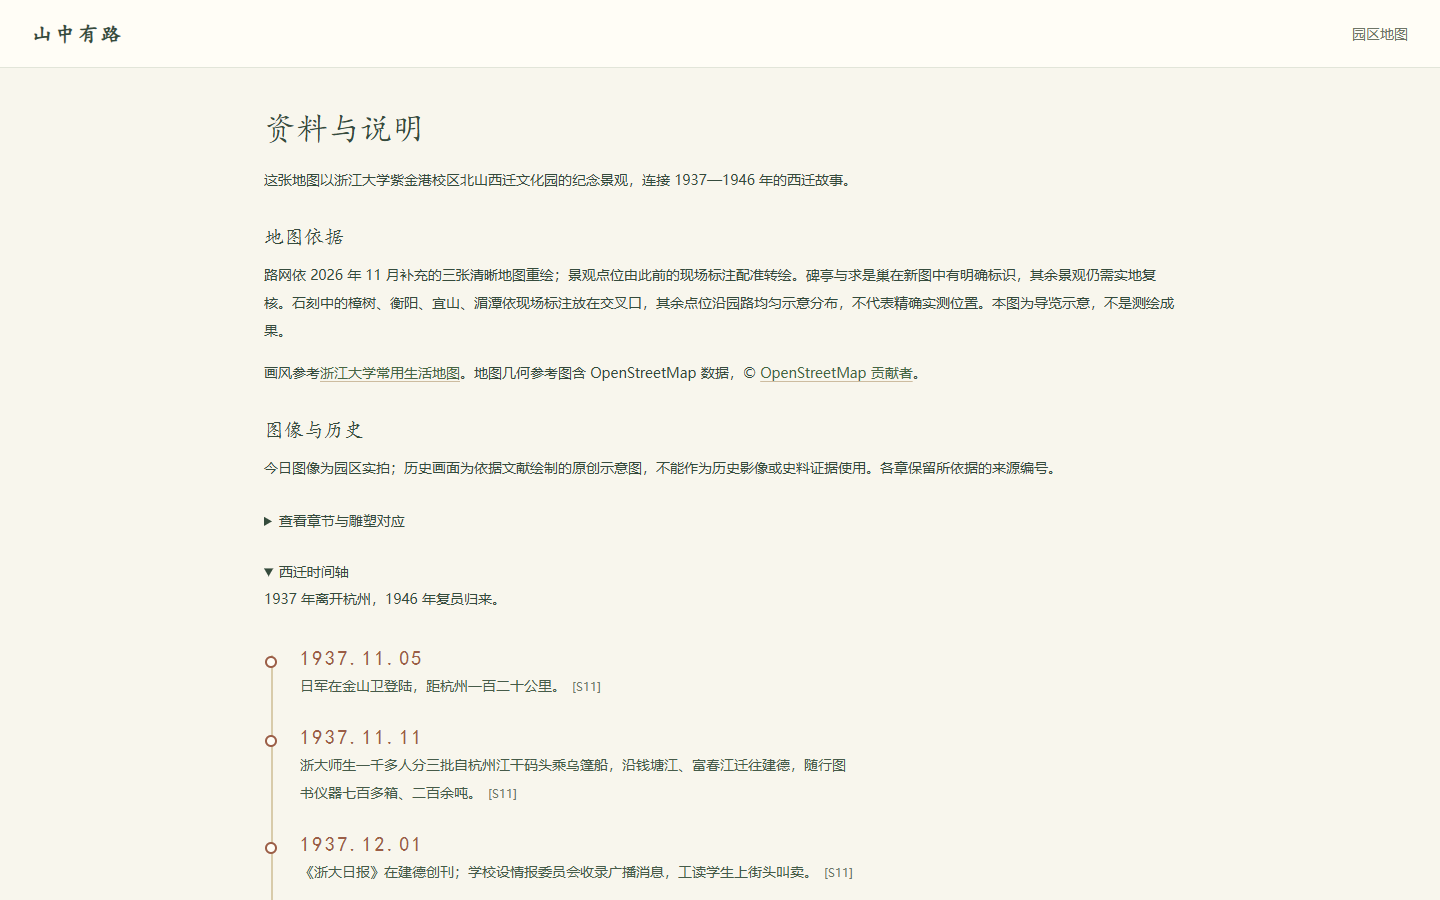 山中有路
园区地图
资料与说明
这张地图以浙江大学紫金港校区北山西迁文化园的纪念景观，连接 1937—1946 年的西迁故事。
地图依据
路网依 2026 年 11 月补充的三张清晰地图重绘；景观点位由此前的现场标注配准转绘。碑亭与求是巢在新图中有明确标识，其余景观仍需实地复
核。石刻中的樟树、衡阳、宜山、湄潭依现场标注放在交叉口，其余点位沿园路均匀示意分布，不代表精确实测位置。本图为导览示意，不是测绘成
果。
画风参考浙江大学常用生活地图。地图几何参考图含 OpenStreetMap 数据，© OpenStreetMap 贡献者。
图像与历史
今日图像为园区实拍；历史画面为依据文献绘制的原创示意图，不能作为历史影像或史料证据使用。各章保留所依据的来源编号。
▶ 查看章节与雕塑对应
▼ 西迁时间轴
1937 年离开杭州，1946 年复员归来。
1937.11.05
日军在金山卫登陆，距杭州一百二十公里。 [S11]
1937.11.11
浙大师生一千多人分三批自杭州江干码头乘乌篷船，沿钱塘江、富春江迁往建德，随行图
书仪器七百多箱、二百余吨。 [S11]
1937.12.01
《浙大日报》在建德创刊；学校设情报委员会收录广播消息，工读学生上街头叫卖。 [S11]